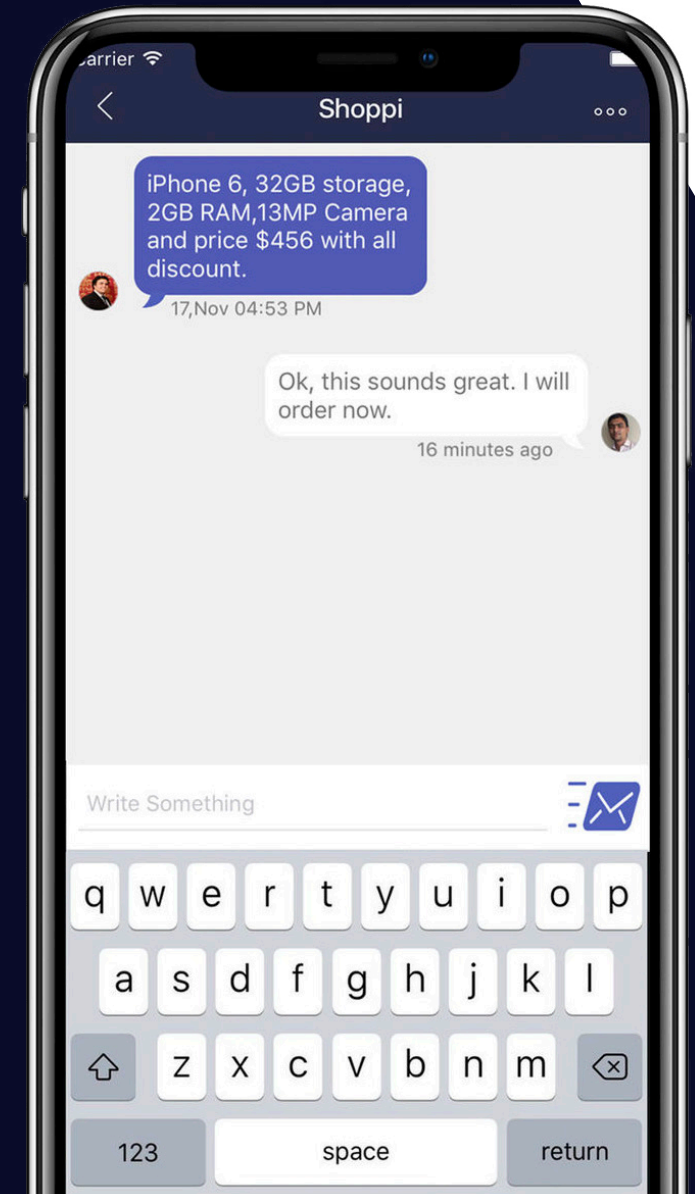 Shoppi
iPhone 6, 32GB storage,
2GB RAM,13MP Camera
and price $456 with all
discount.
17,Nov 04:53 PM
Ok, this sounds great. I will
order now.
16 minutes ago
Write Something
q w e r t y u i o p
a s d f g h j k l
z x c v b n m
123 space return